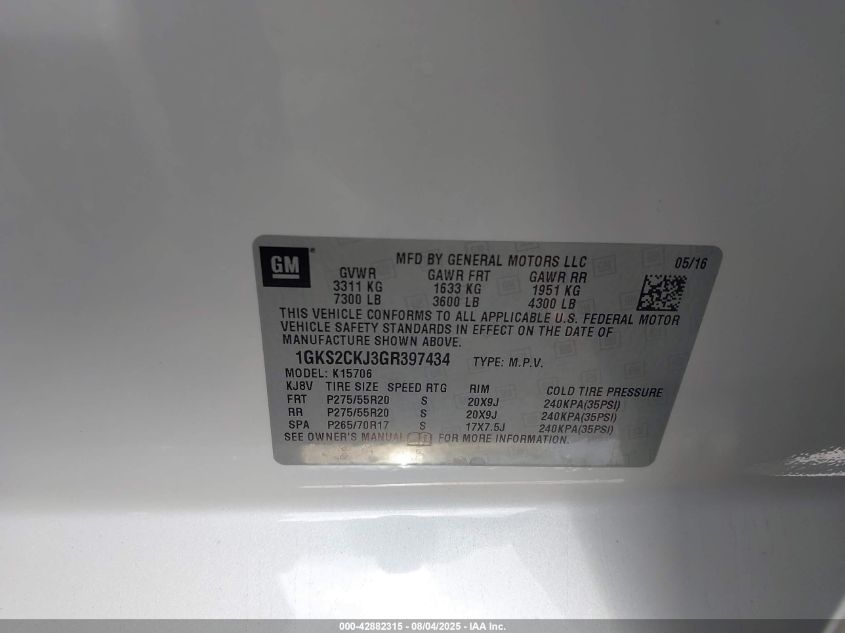 GM
MFD BY GENERAL MOTORS LLC 05/16
GVWR GAWR FRT GAWR RR
3311 KG 1633 KG 1951 KG
7300 LB 3600 LB 4300 LB
THIS VEHICLE CONFORMS TO ALL APPLICABLE U.S. FEDERAL MOTOR
VEHICLE SAFETY STANDARDS IN EFFECT ON THE DATE OF
MANUFACTURE SHOWN ABOVE.
1GKS2CKJ3GR397434 TYPE: M.P.V.
MODEL: K15706
KJ8V TIRE SIZE SPEED RTG RIM COLD TIRE PRESSURE
FRT P275/55R20 S 20X9J 240KPA(35PSI)
RR P275/55R20 S 20X9J 240KPA(35PSI)
SPA P265/70R17 S 17X7.5J 240KPA(35PSI)
SEE OWNER'S MANUAL FOR MORE INFORMATION.
000-42882315 - 08/04/2025 - IAA Inc.